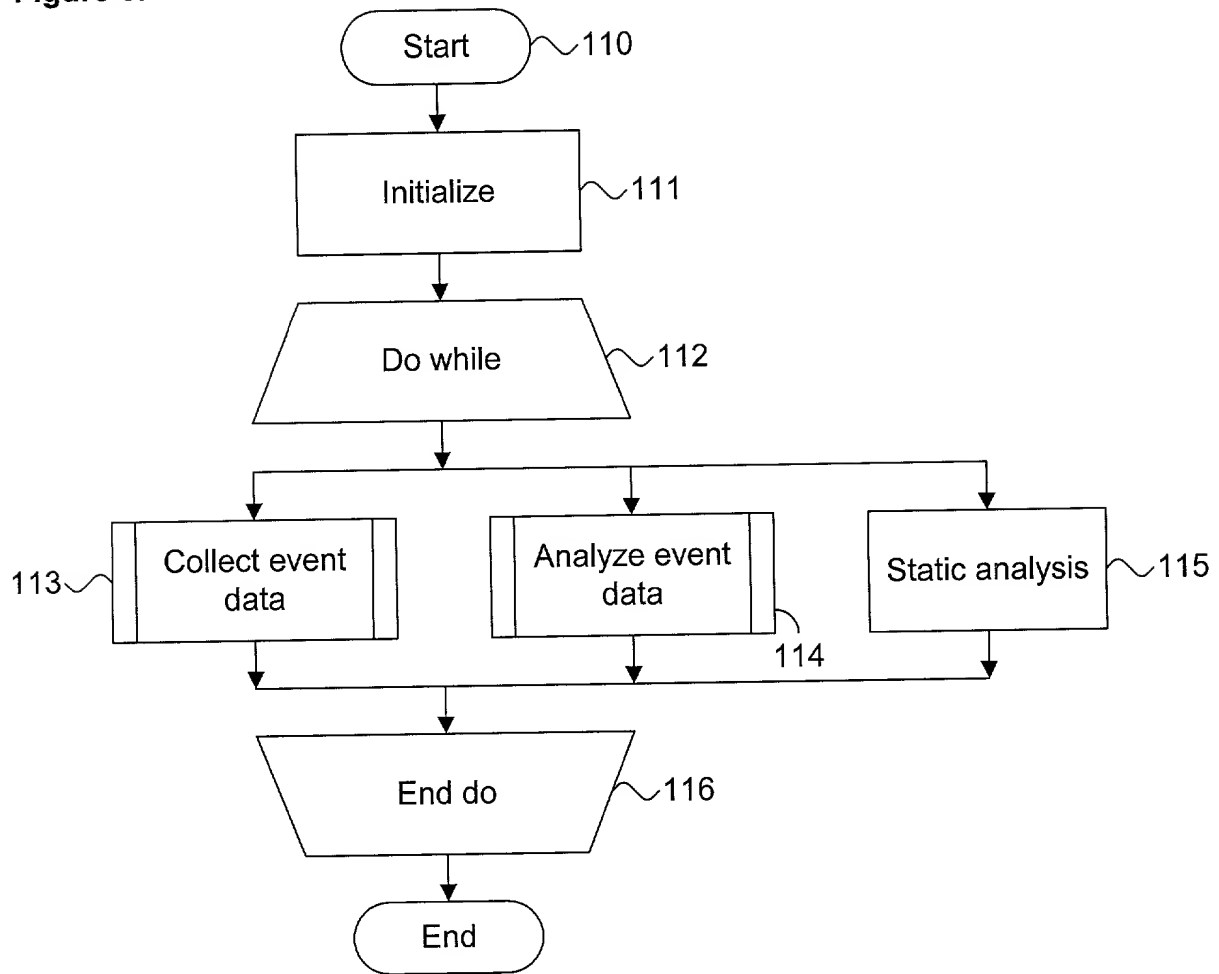 Start
110
Initialize
111
Do while
112
113
Collect event
data
Analyze event
data
114
Static analysis
115
End do
116
End